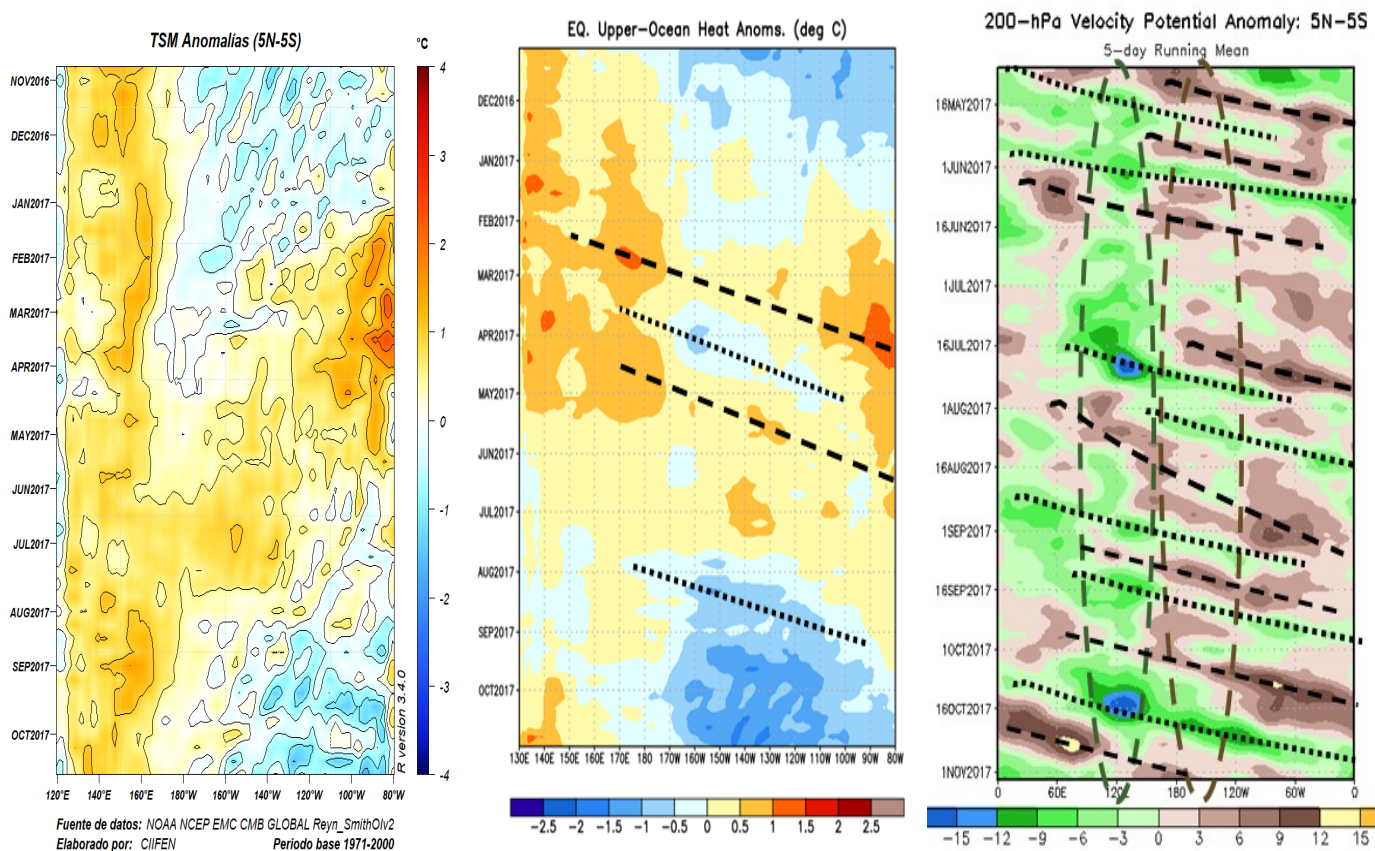 TSM Anomalías (5N-5S)
°C
NOV2016
DEC2016
JAN2017
FEB2017
MAR2017
APR2017
MAY2017
JUN2017
JUL2017
AUG2017
SEP2017
OCT2017
120°E 140°E 160°E 180°W 160°W 140°W 120°W 100°W 80°W
4
3
2
1
0
-1
-2
-3
-4
R version 3.4.0
Fuente de datos: NOAA NCEP EMC CMB GLOBAL Reyn_SmithOIv2
Elaborado por: CIIFEN Periodo base 1971-2000
EQ. Upper-Ocean Heat Anoms. (deg C)
DEC2016
JAN2017
FEB2017
MAR2017
APR2017
MAY2017
JUN2017
JUL2017
AUG2017
SEP2017
OCT2017
130E 140E 150E 160E 170E 180 170W 160W 150W 140W 130W 120W 110W 100W 90W 80W
-2.5 -2 -1.5 -1 -0.5 0 0.5 1 1.5 2 2.5
200-hPa Velocity Potential Anomaly: 5N-5S
5-day Running Mean
16MAY2017
1JUN2017
16JUN2017
1JUL2017
16JUL2017
1AUG2017
16AUG2017
1SEP2017
16SEP2017
1OCT2017
16OCT2017
1NOV2017
0 60E 120E 180 120W 60W 0
-15 -12 -9 -6 -3 0 3 6 9 12 15